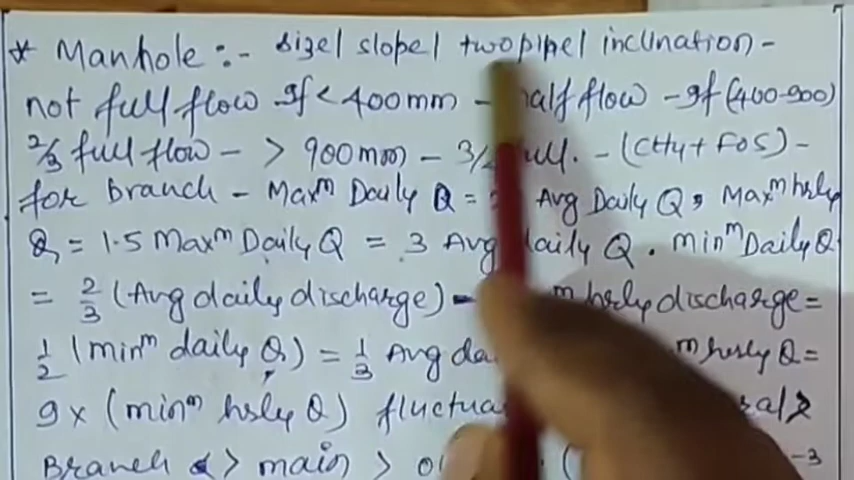 * Manhole :- size/ slope/ two pipe/ inclination -
not full flow If < 400mm - half flow - If (400-900)
2/3 full flow - > 900mm - 3/4 full. - (CH4 + FOS) -
for branch - Maxᵐ Daily Q = Avg Daily Q, Maxᵐ hrly
Q = 1.5 Maxᵐ Daily Q = 3 Avg daily Q. minᵐ Daily Q
= 2/3 (Avg daily discharge) - hrly discharge =
1/2 (minᵐ daily Q) = 1/3 Avg hrly Q =
9 x (minᵐ hrly Q)
Branch > main >